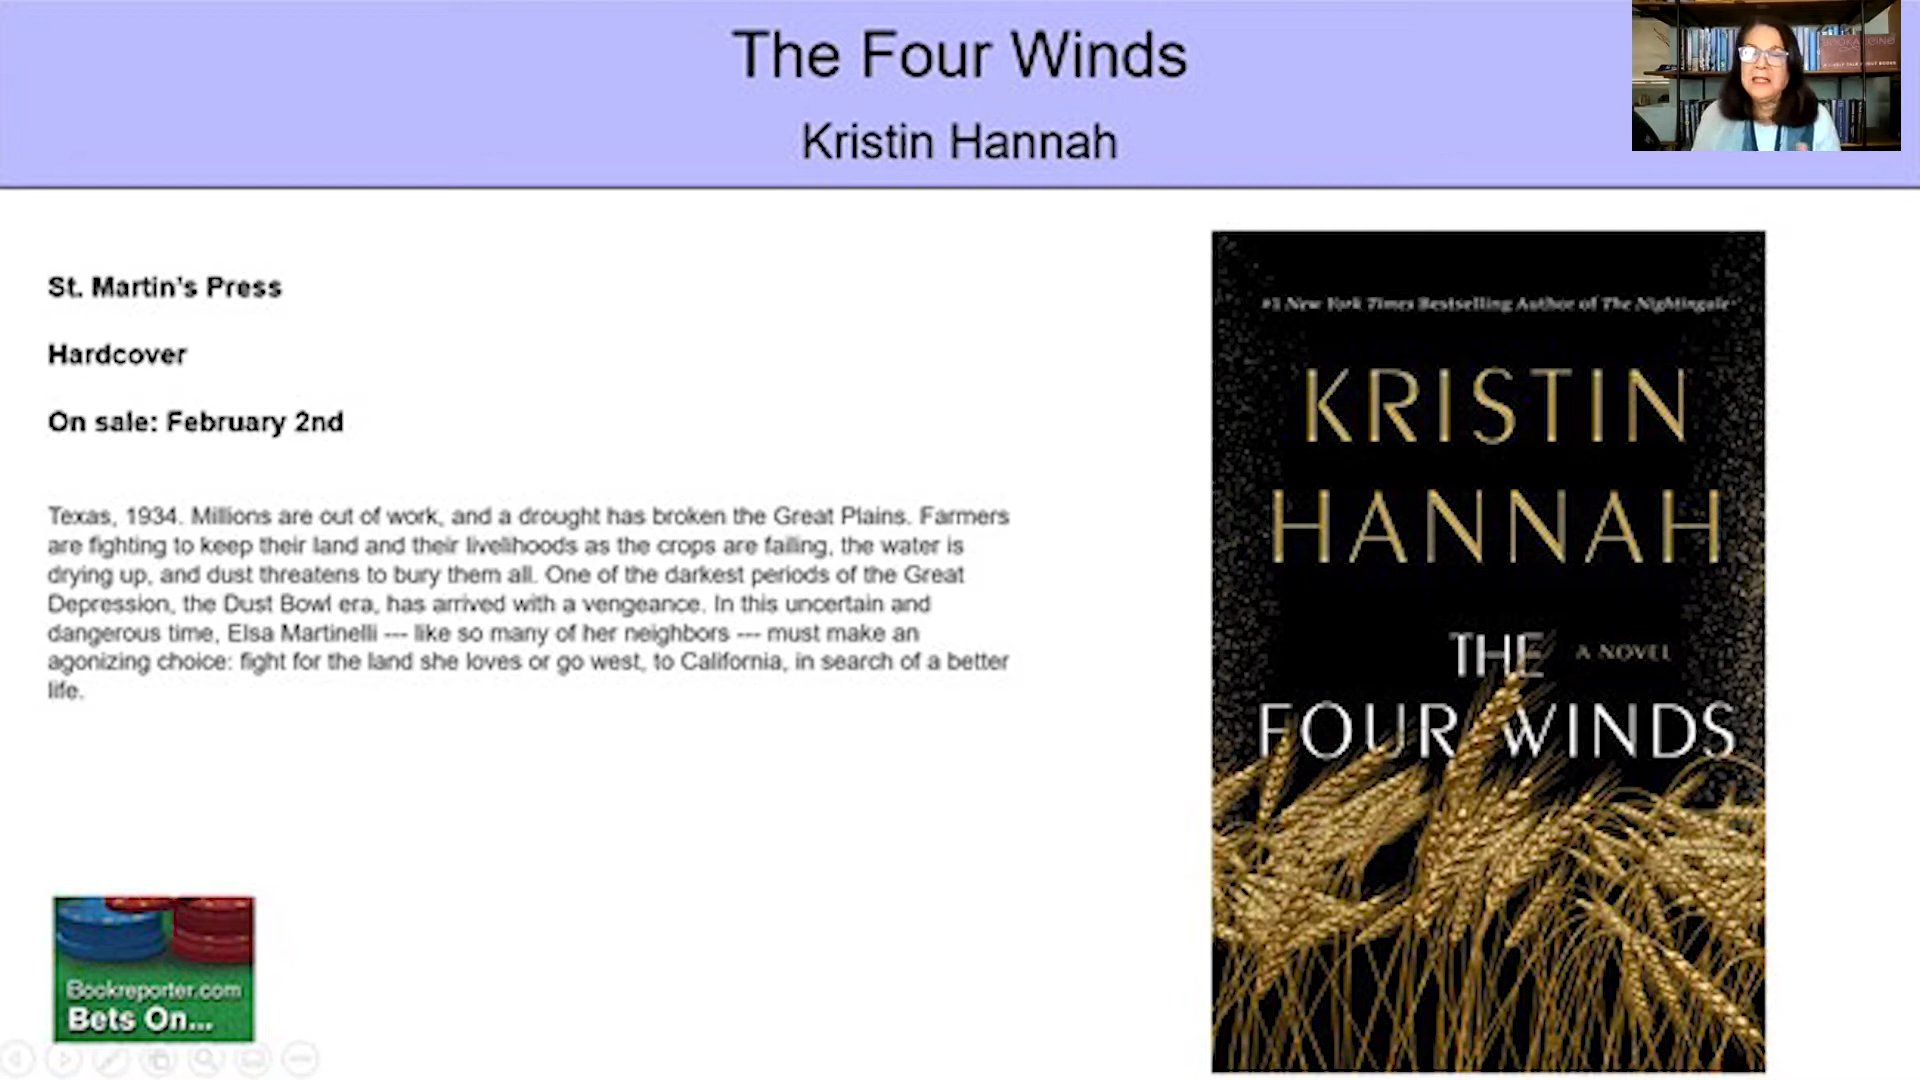 The Four Winds
Kristin Hannah
St. Martin's Press
Hardcover
On sale: February 2nd
Texas, 1934. Millions are out of work, and a drought has broken the Great Plains. Farmers
are fighting to keep their land and their livelihoods as the crops are failing, the water is
drying up, and dust threatens to bury them all. One of the darkest periods of the Great
Depression, the Dust Bowl era, has arrived with a vengeance. In this uncertain and
dangerous time, Elsa Martinelli --- like so many of her neighbors --- must make an
agonizing choice: fight for the land she loves or go west, to California, in search of a better
life.
#1 New York Times Bestselling Author of The Nightingale
KRISTIN
HANNAH
THE
A NOVEL
FOUR WINDS
Bookreporter.com
Bets On...